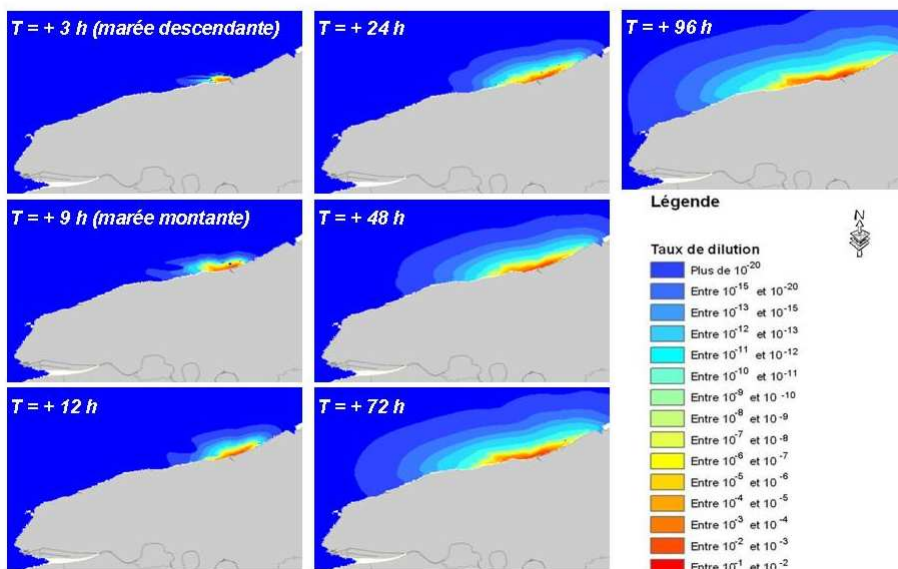 T = + 3 h (marée descendante)
T = + 24 h
T = + 96 h
T = + 9 h (marée montante)
T = + 48 h
T = + 12 h
T = + 72 h
Légende
N
Taux de dilution
Plus de 10⁻²⁰
Entre 10⁻¹⁵ et 10⁻²⁰
Entre 10⁻¹³ et 10⁻¹⁵
Entre 10⁻¹² et 10⁻¹³
Entre 10⁻¹¹ et 10⁻¹²
Entre 10⁻¹⁰ et 10⁻¹¹
Entre 10⁻⁹ et 10⁻¹⁰
Entre 10⁻⁸ et 10⁻⁹
Entre 10⁻⁷ et 10⁻⁸
Entre 10⁻⁶ et 10⁻⁷
Entre 10⁻⁵ et 10⁻⁶
Entre 10⁻⁴ et 10⁻⁵
Entre 10⁻³ et 10⁻⁴
Entre 10⁻² et 10⁻³
Entre 10⁻¹ et 10⁻²